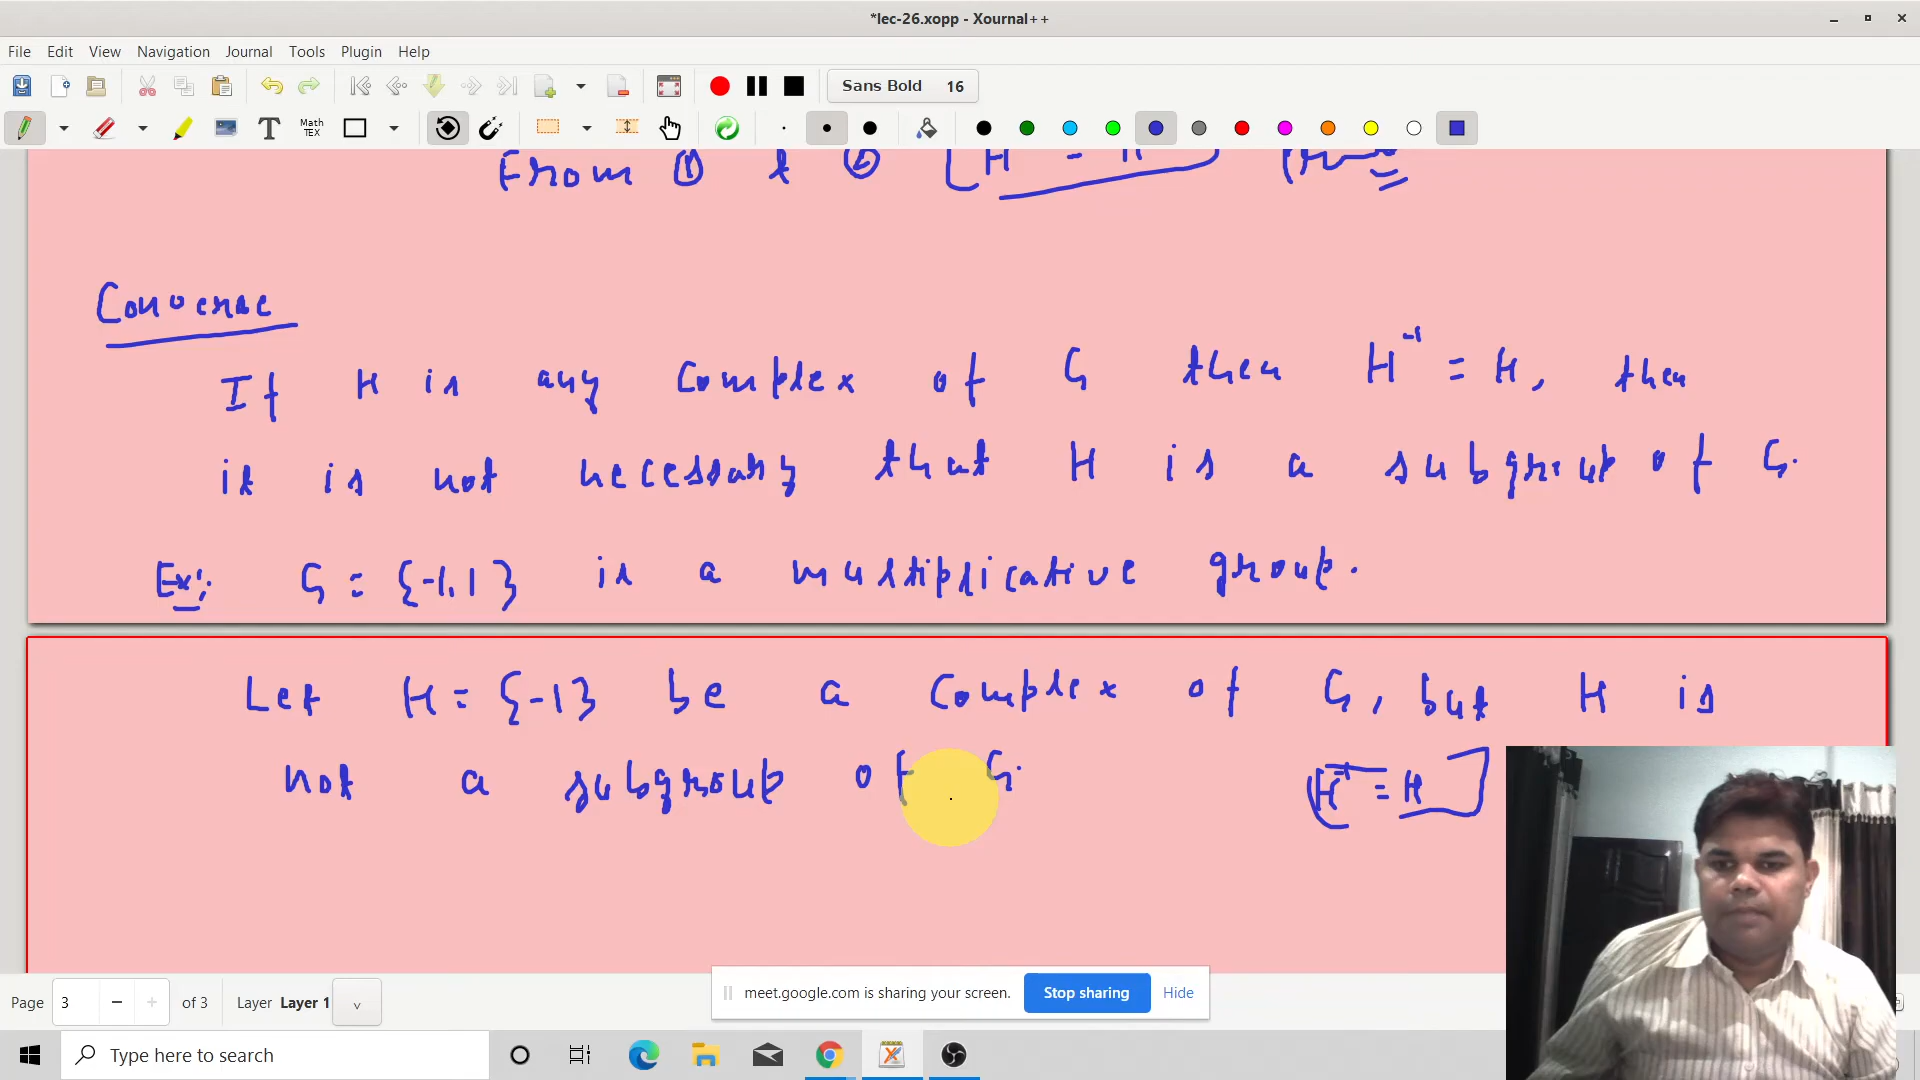 *lec-26.xopp - Xournal++
File Edit View Navigation Journal Tools Plugin Help
Sans Bold 16
Math
TEX
From ① & ② H = H
Converse
If H is any complex of G then H⁻¹ = H, then
it is not necessary that H is a subgroup of G.
Ex: G = {-1, 1} is a multiplicative group.
Let H = {-1} be a complex of G, but H is
not a subgroup of G. H⁻¹ = H
meet.google.com is sharing your screen. Stop sharing Hide
Page 3 of 3 Layer Layer 1
Type here to search